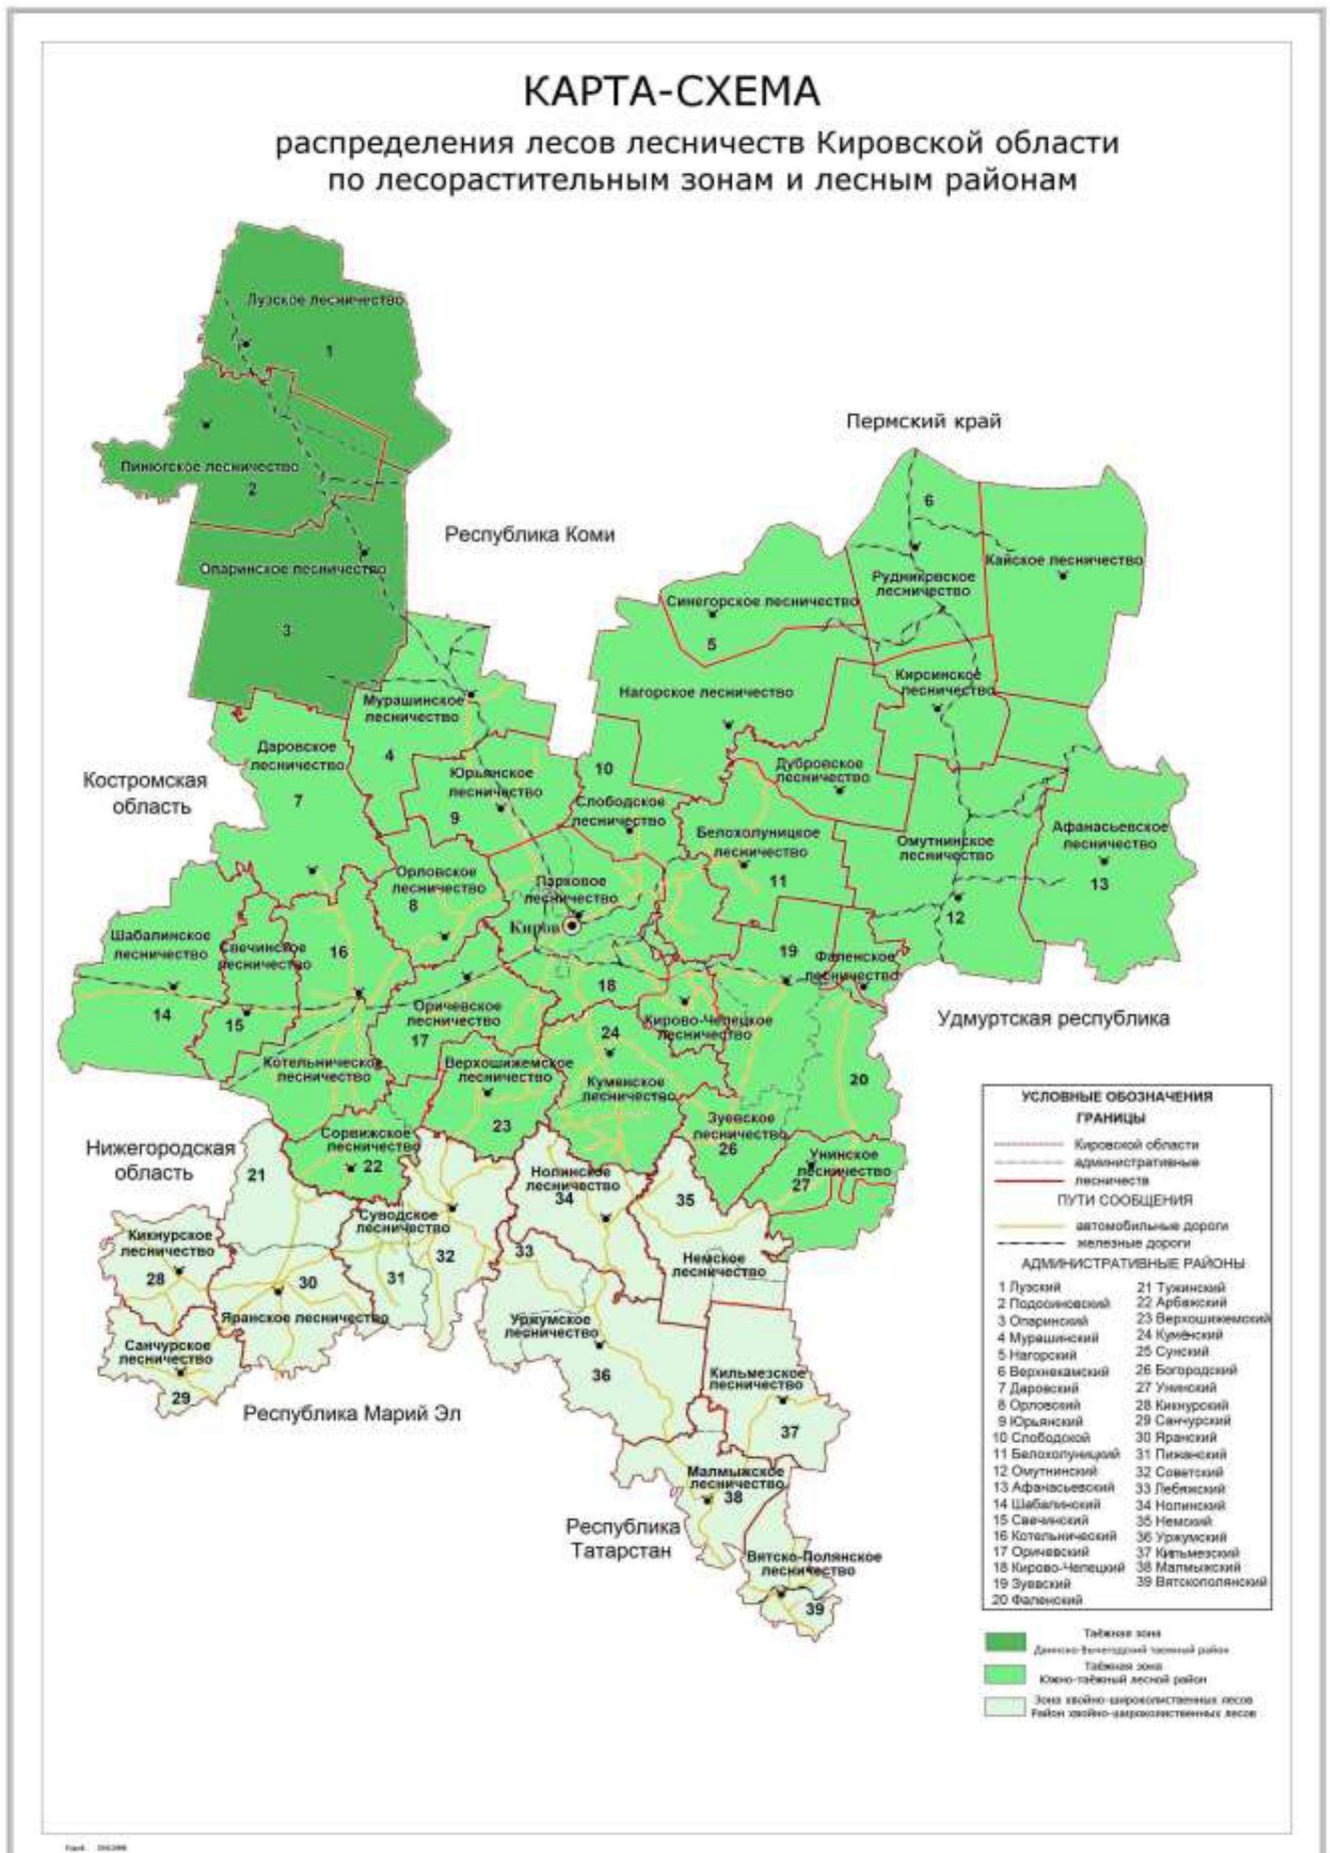 КАРТА-СХЕМА
распределения лесов лесничеств Кировской области
по лесорастительным зонам и лесным районам
Лузское лесничество
1
Пинюгское лесничество
2
Опаринское лесничество
3
Республика Коми
Пермский край
6
Рудниковское
лесничество
Кайское лесничество
Синегорское лесничество
5
Нагорское лесничество
Кирсинское
лесничество
Мурашинское
лесничество
4
Даровское
лесничество
7
Костромская
область
Юрьянское
лесничество
9
10
Слободское
лесничество
Дубровское
лесничество
Белохолуницкое
лесничество
11
Омутнинское
лесничество
12
Афанасьевское
лесничество
13
Орловское
лесничество
8
Парковое
лесничество
Киров
Шабалинское
лесничество
14
Свечинское
лесничество
15
16
19
Фаленское
лесничество
18
Оричевское
лесничество
17
Кирово-Чепецкое
лесничество
24
Удмуртская республика
Котельническое
лесничество
Верхошижемское
лесничество
23
Куменское
лесничество
20
Зуевское
лесничество
26
Нижегородская
область
21
Сорвижское
лесничество
22
Унинское
лесничество
27
Нолинское
лесничество
34
35
Кикнурское
лесничество
28
Суводское
лесничество
32
31
33
Немское
лесничество
30
Яранское лесничество
Уржумское
лесничество
36
Санчурское
лесничество
29
Кильмезское
лесничество
37
Республика Марий Эл
Малмыжское
лесничество
38
Республика
Татарстан
Вятско-Полянское
лесничество
39
УСЛОВНЫЕ ОБОЗНАЧЕНИЯ
ГРАНИЦЫ
Кировской области
административные
лесничеств
ПУТИ СООБЩЕНИЯ
автомобильные дороги
железные дороги
АДМИНИСТРАТИВНЫЕ РАЙОНЫ
1 Лузский
2 Подосиновский
3 Опаринский
4 Мурашинский
5 Нагорский
6 Верхнекамский
7 Даровский
8 Орловский
9 Юрьянский
10 Слободской
11 Белохолуницкий
12 Омутнинский
13 Афанасьевский
14 Шабалинский
15 Свечинский
16 Котельнический
17 Оричевский
18 Кирово-Чепецкий
19 Зуевский
20 Фаленский
21 Тужинский
22 Арбажский
23 Верхошижемский
24 Кумёнский
25 Сунский
26 Богородский
27 Унинский
28 Кикнурский
29 Санчурский
30 Яранский
31 Пижанский
32 Советский
33 Лебяжский
34 Нолинский
35 Немский
36 Уржумский
37 Кильмезский
38 Малмыжский
39 Вятскополянский
Таёжная зона
Двинско-Вычегодский таежный район
Таёжная зона
Южно-таёжный лесной район
Зона хвойно-широколиственных лесов
Район хвойно-широколиственных лесов